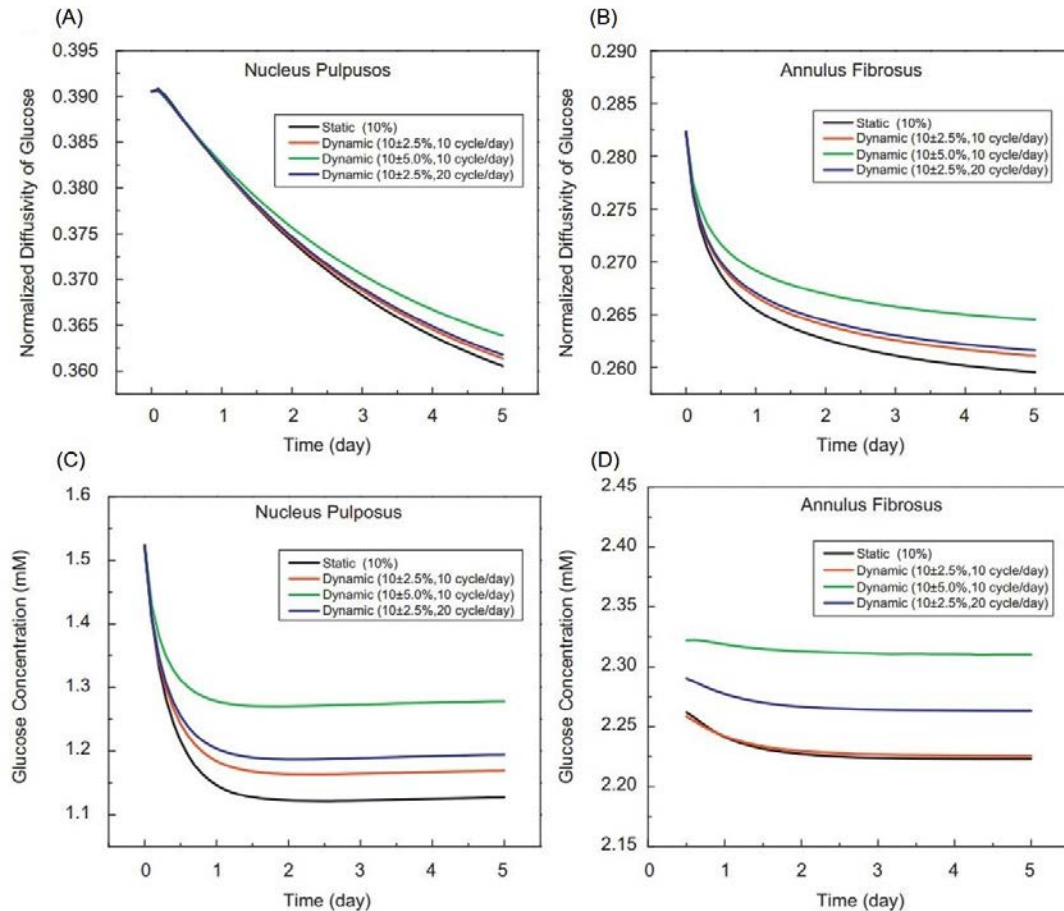 (A)
Nucleus Pulpusos
Normalized Diffusivity of Glucose
0.395
0.390
0.385
0.380
0.375
0.370
0.365
0.360
Static (10%)
Dynamic (10±2.5%,10 cycle/day)
Dynamic (10±5.0%,10 cycle/day)
Dynamic (10±2.5%,20 cycle/day)
0 1 2 3 4 5
Time (day)
(B)
Annulus Fibrosus
Normalized Diffusivity of Glucose
0.290
0.285
0.280
0.275
0.270
0.265
0.260
Static (10%)
Dynamic (10±2.5%,10 cycle/day)
Dynamic (10±5.0%,10 cycle/day)
Dynamic (10±2.5%,20 cycle/day)
0 1 2 3 4 5
Time (day)
(C)
Nucleus Pulposus
Glucose Concentration (mM)
1.6
1.5
1.4
1.3
1.2
1.1
Static (10%)
Dynamic (10±2.5%,10 cycle/day)
Dynamic (10±5.0%,10 cycle/day)
Dynamic (10±2.5%,20 cycle/day)
0 1 2 3 4 5
Time (day)
(D)
Annulus Fibrosus
Glucose Concentration (mM)
2.45
2.40
2.35
2.30
2.25
2.20
2.15
Static (10%)
Dynamic (10±2.5%,10 cycle/day)
Dynamic (10±5.0%,10 cycle/day)
Dynamic (10±2.5%,20 cycle/day)
0 1 2 3 4 5
Time (day)